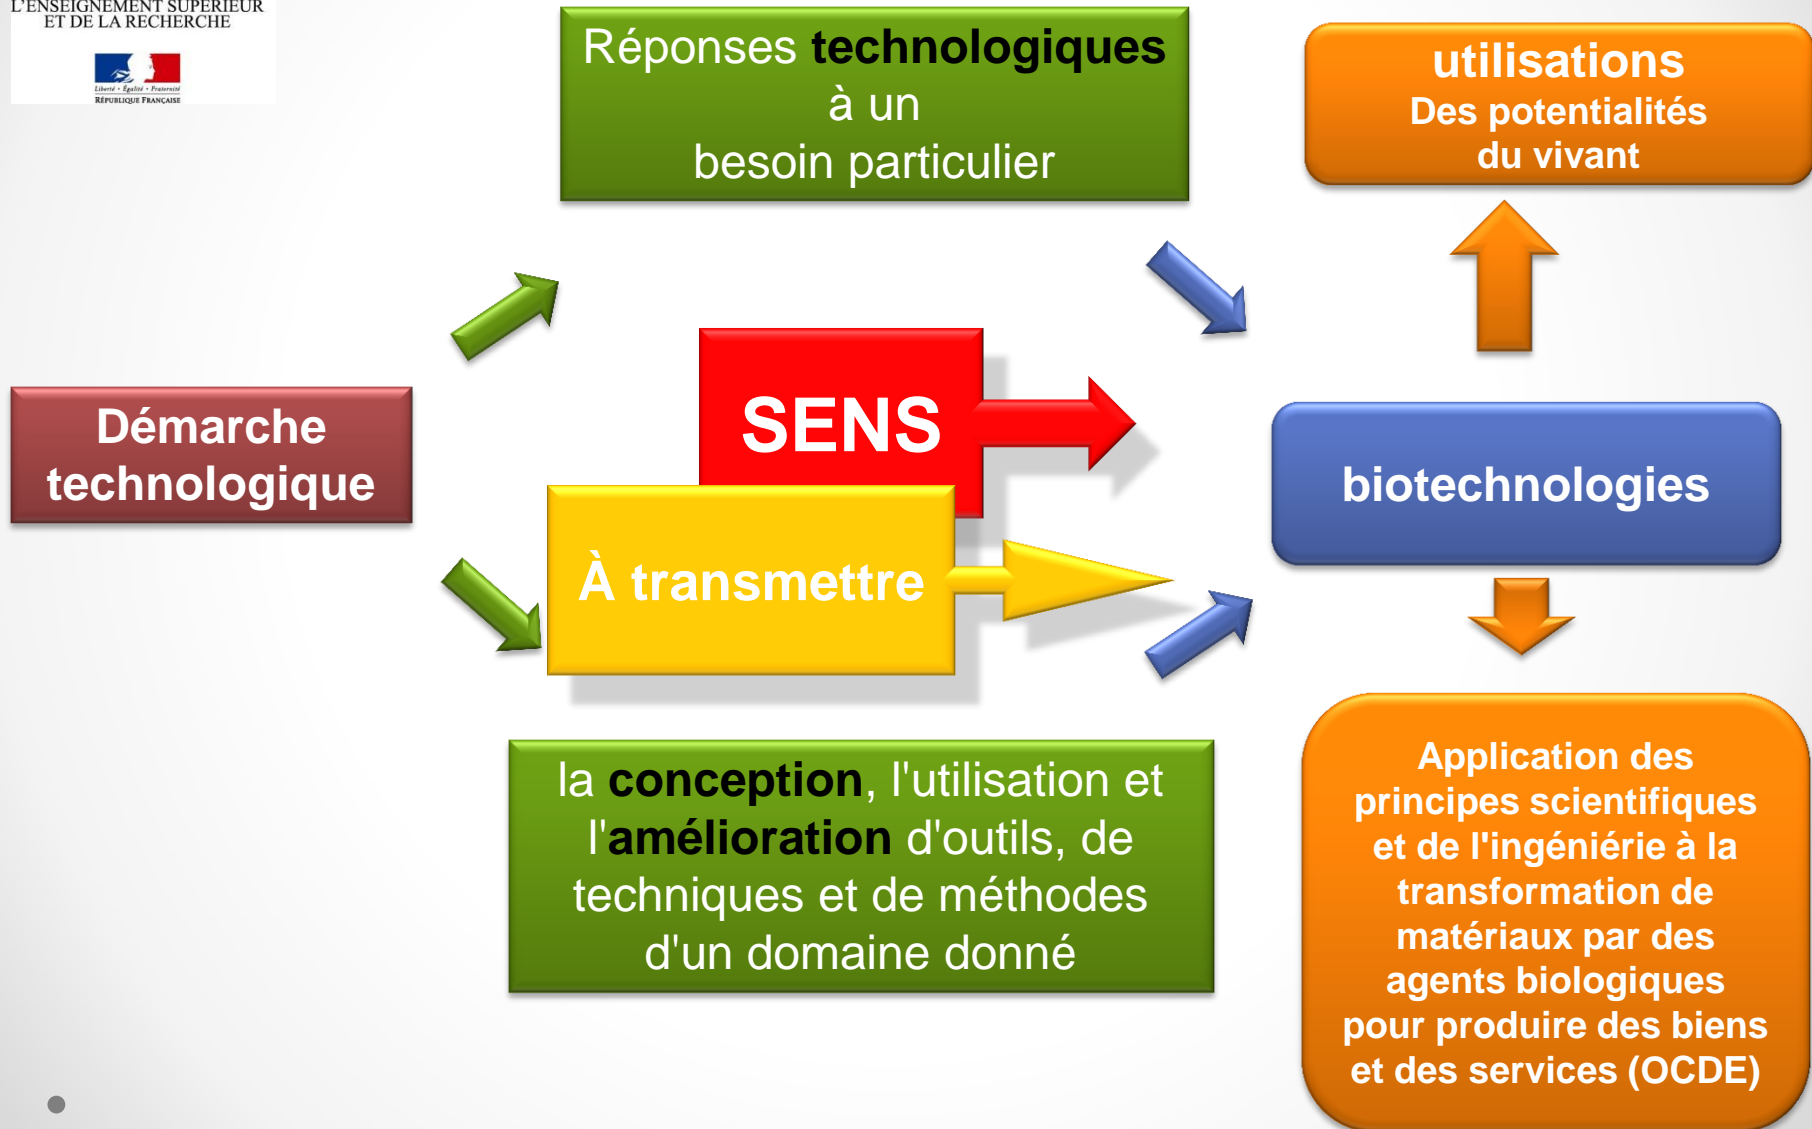 L'ENSEIGNEMENT SUPÉRIEUR
ET DE LA RECHERCHE
Liberté • Égalité • Fraternité
RÉPUBLIQUE FRANÇAISE
Réponses technologiques
à un
besoin particulier
utilisations
Des potentialités
du vivant
SENS
Démarche
technologique
biotechnologies
À transmettre
la conception, l'utilisation et
l'amélioration d'outils, de
techniques et de méthodes
d'un domaine donné
Application des
principes scientifiques
et de l'ingéniérie à la
transformation de
matériaux par des
agents biologiques
pour produire des biens
et des services (OCDE)